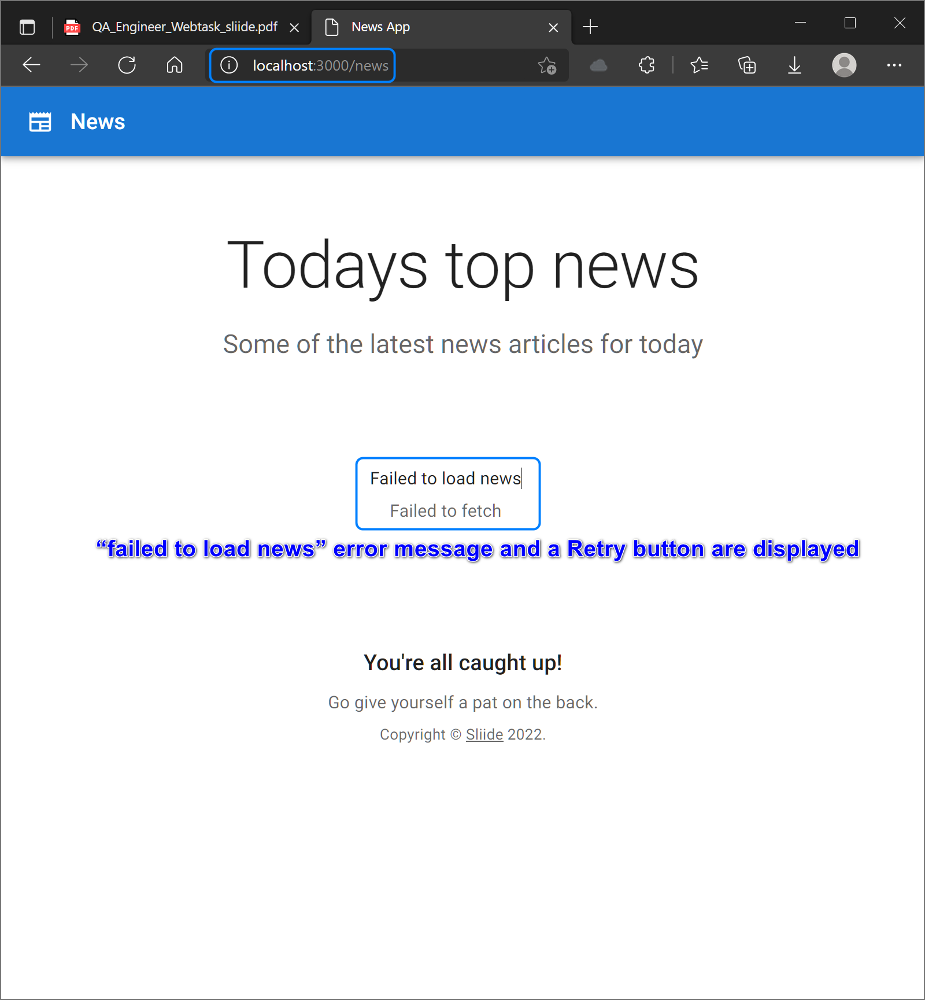 QA_Engineer_Webtask_sliide.pdf
News App
localhost:3000/news
News
Todays top news
Some of the latest news articles for today
Failed to load news
Failed to fetch
“failed to load news” error message and a Retry button are displayed
You're all caught up!
Go give yourself a pat on the back.
Copyright © Sliide 2022.